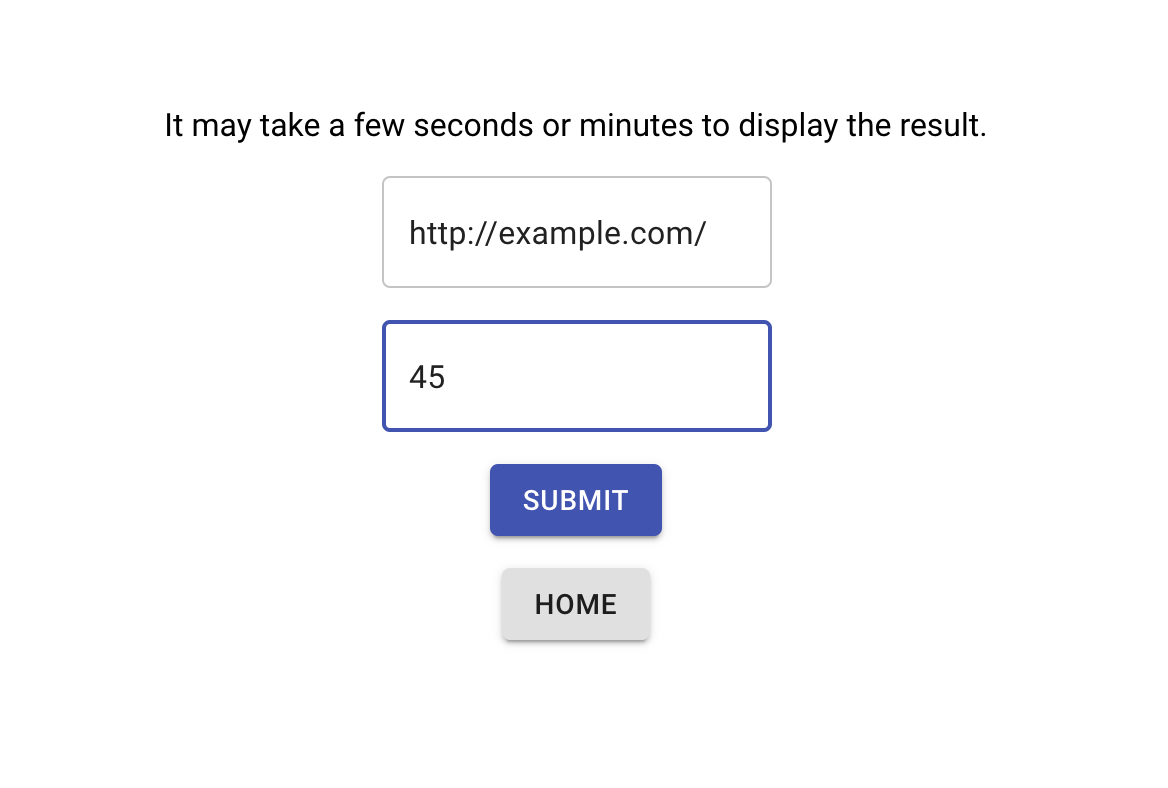 It may take a few seconds or minutes to display the result.
http://example.com/
45
SUBMIT
HOME